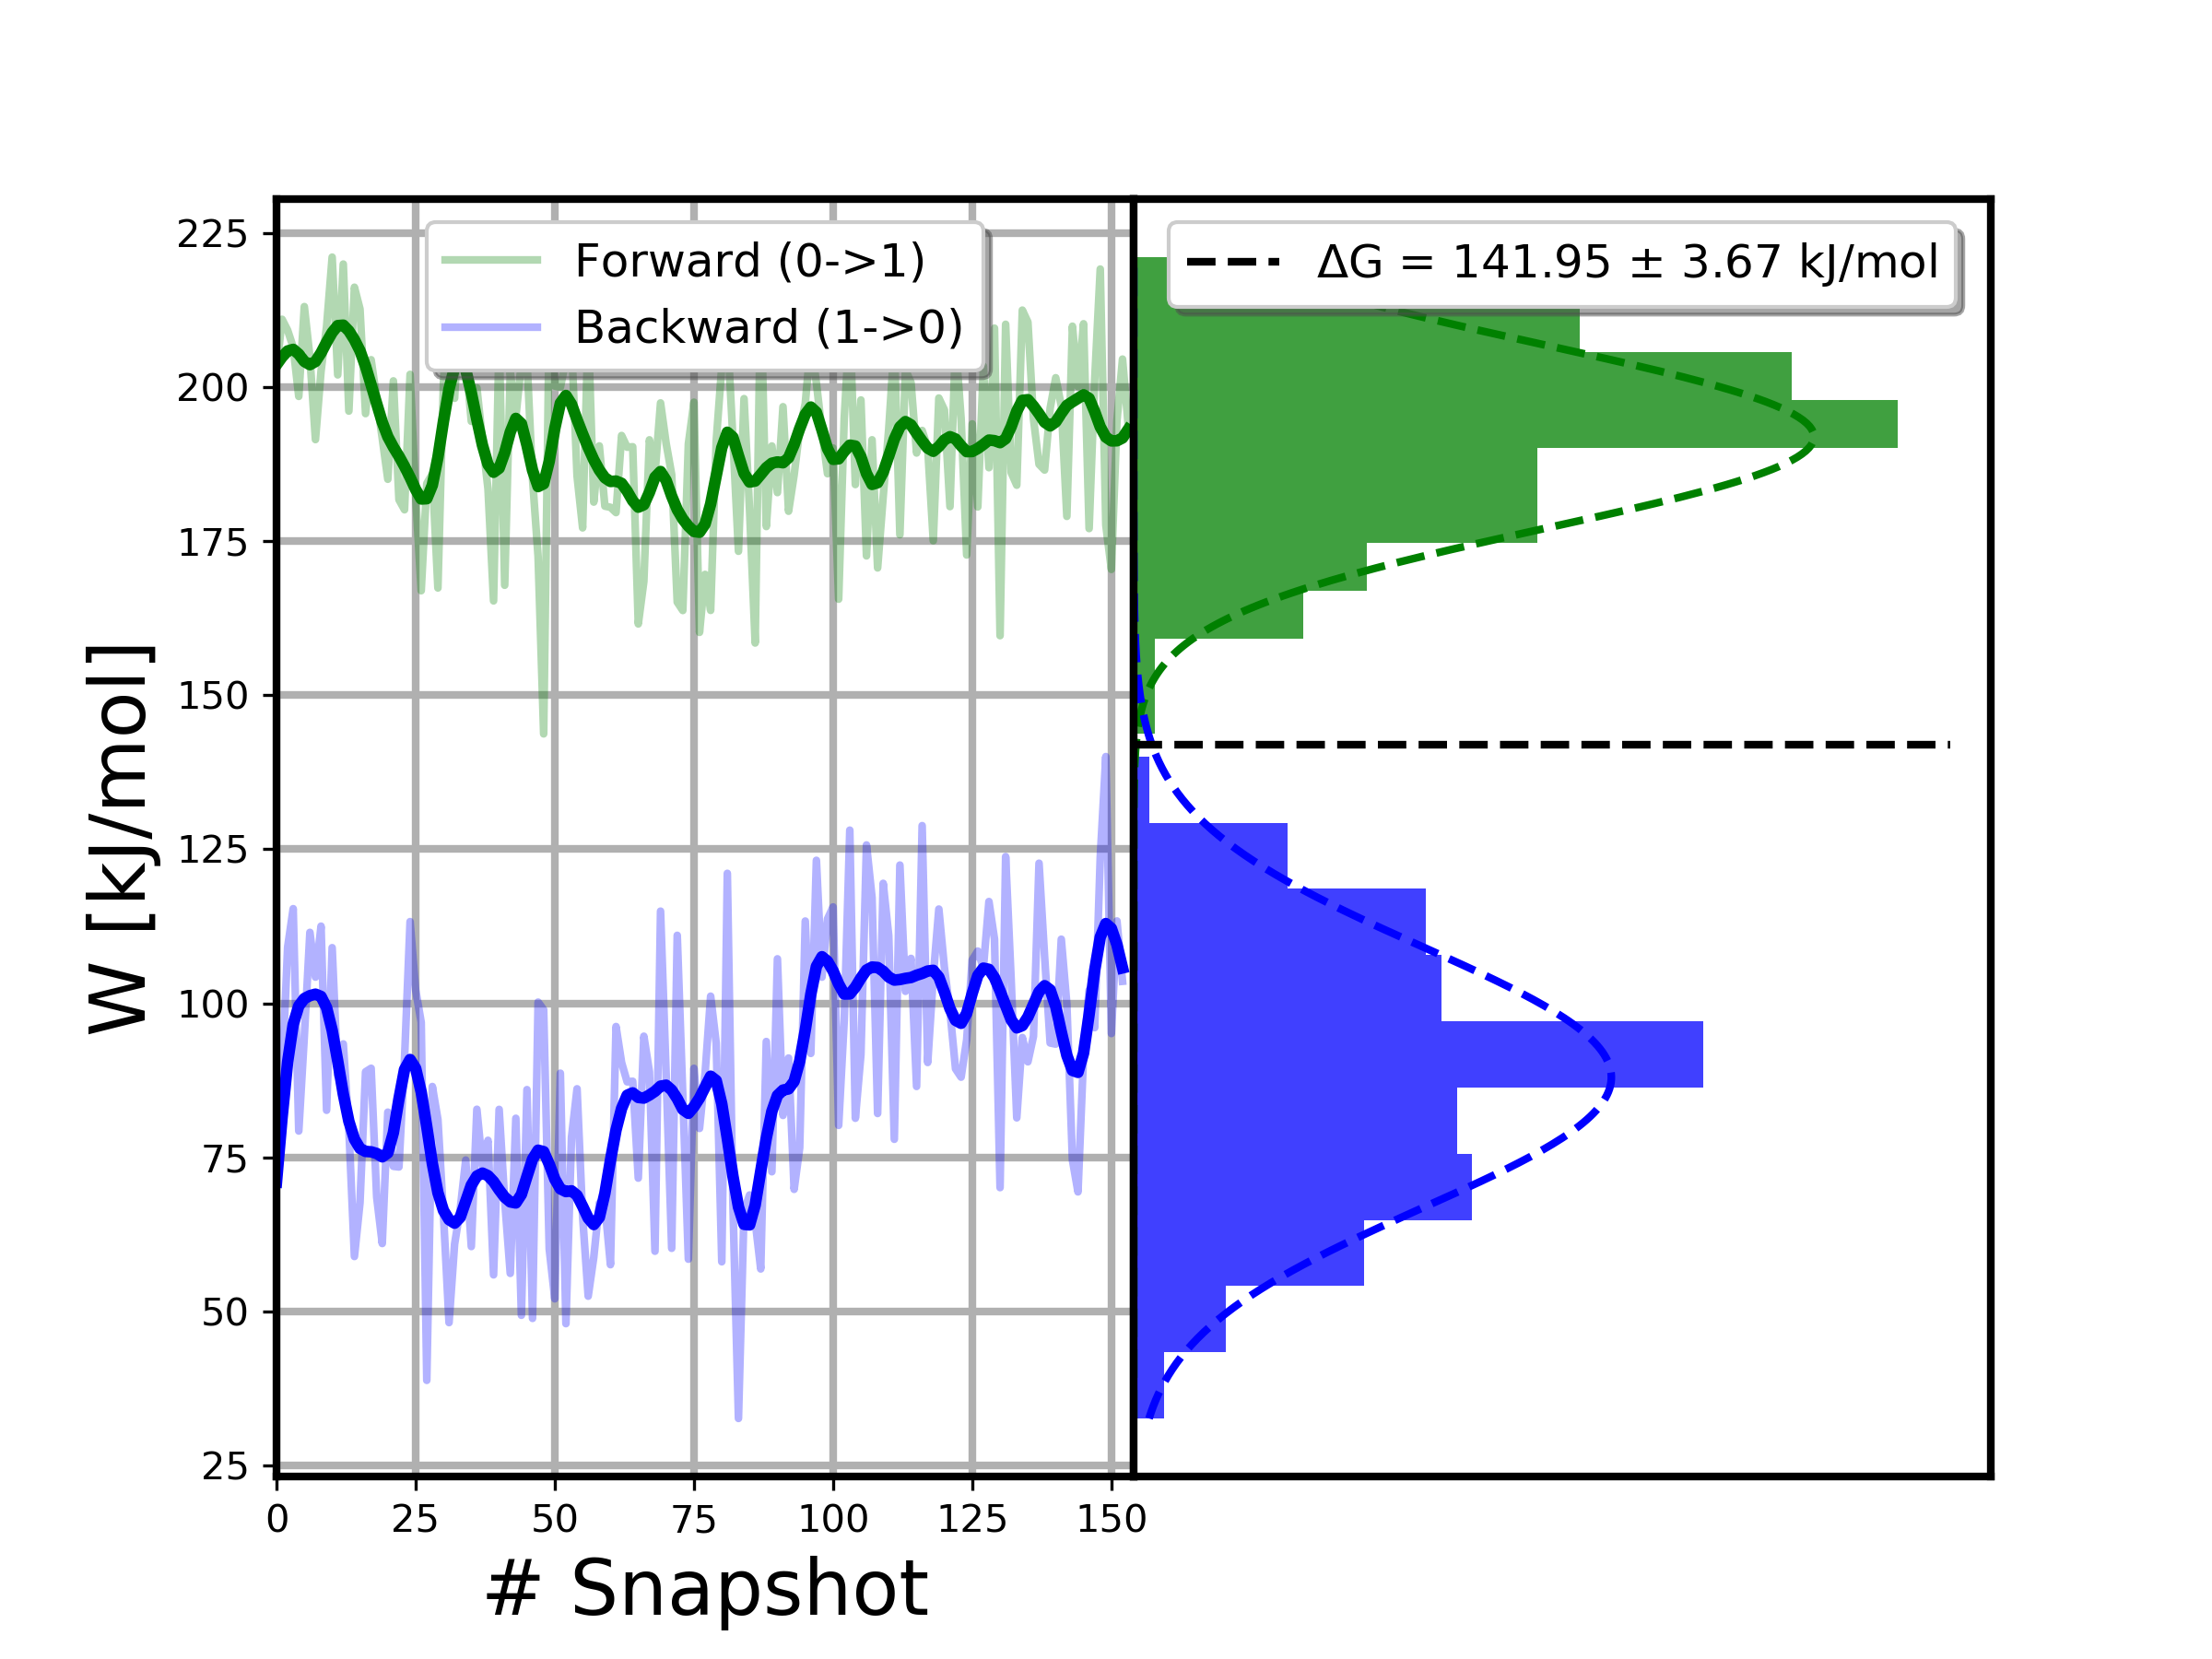 225
200
175
150
125
100
75
50
25
W [kJ/mol]
Forward (0->1)
Backward (1->0)
ΔG = 141.95 ± 3.67 kJ/mol
0 25 50 75 100 125 150
# Snapshot